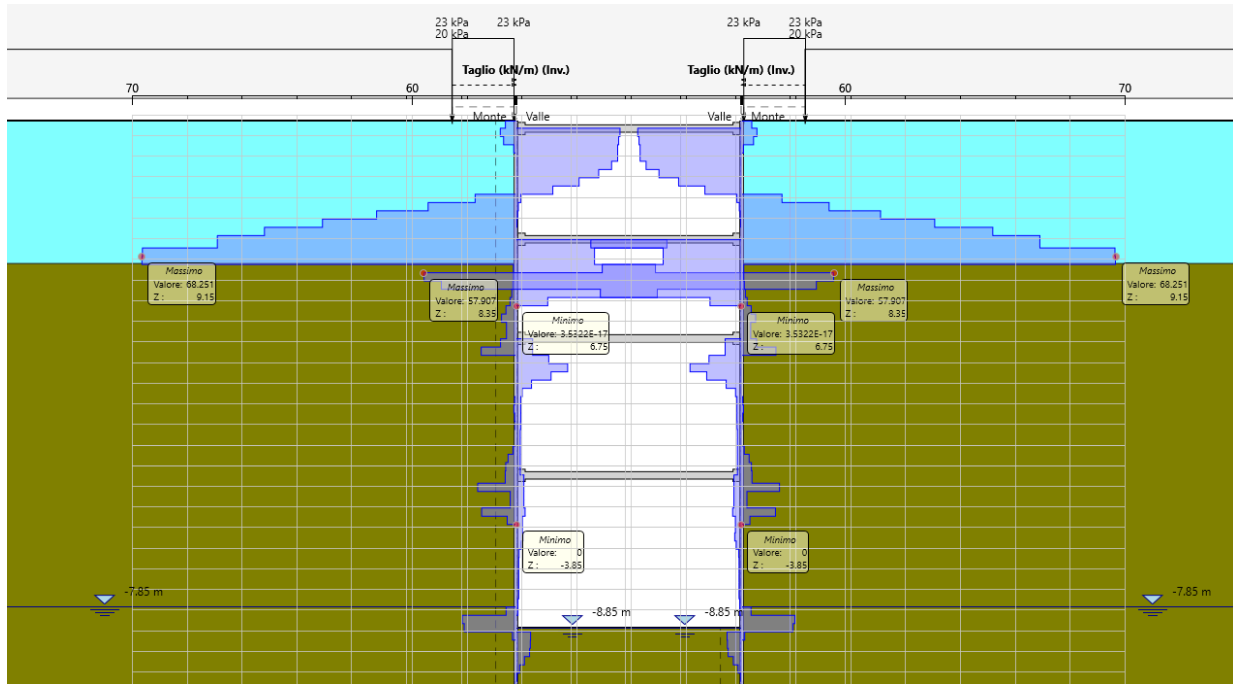 23 kPa 23 kPa 23 kPa 23 kPa
20 kPa 20 kPa
Taglio (kN/m) (Inv.) Taglio (kN/m) (Inv.)
70 60 60 70
Monte Valle Valle Monte
Massimo
Valore: 68.251
Z : 9.15
Massimo
Valore: 57.907
Z : 8.35
Minimo
Valore: 3.5322E-17
Z : 6.75
Minimo
Valore: 3.5322E-17
Z : 6.75
Massimo
Valore: 57.907
Z : 8.35
Massimo
Valore: 68.251
Z : 9.15
Minimo
Valore: 0
Z : -3.85
Minimo
Valore: 0
Z : -3.85
-7.85 m -8.85 m -8.85 m -7.85 m